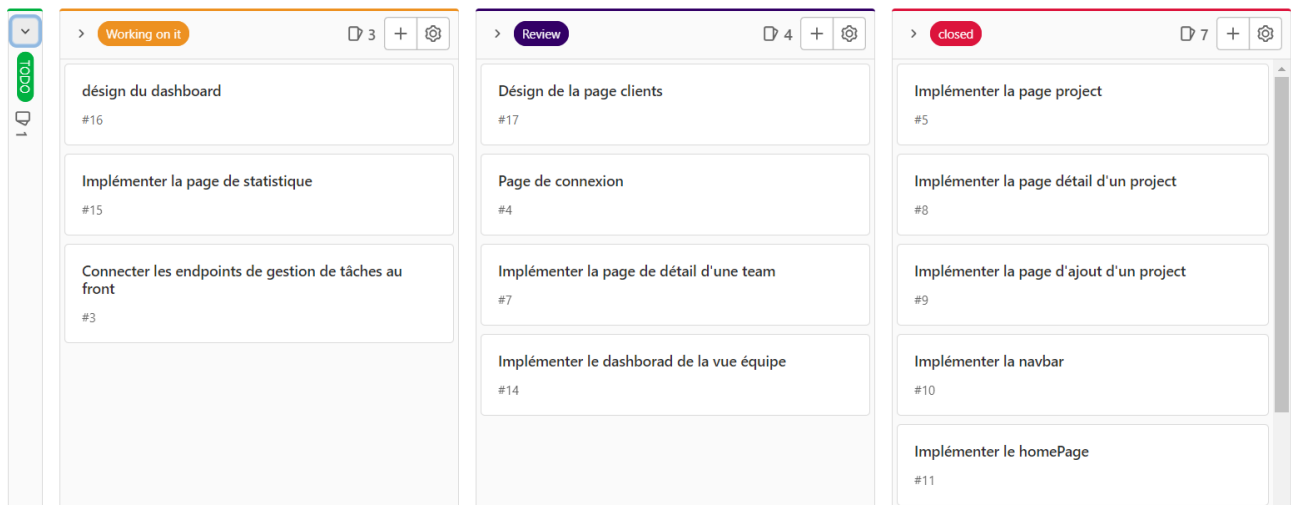 TODO
1
Working on it
3
désign du dashboard
#16
Implémenter la page de statistique
#15
Connecter les endpoints de gestion de tâches au
front
#3
Review
4
Désign de la page clients
#17
Page de connexion
#4
Implémenter la page de détail d'une team
#7
Implémenter le dashborad de la vue équipe
#14
closed
7
Implémenter la page project
#5
Implémenter la page détail d'un project
#8
Implémenter la page d'ajout d'un project
#9
Implémenter la navbar
#10
Implémenter le homePage
#11